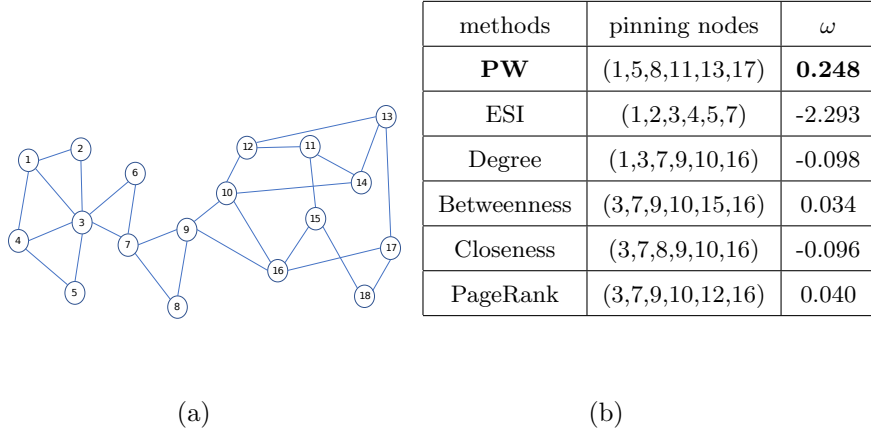 1
2
3
4
5
6
7
8
9
10
11
12
13
14
15
16
17
18
methods pinning nodes ω
PW (1,5,8,11,13,17) 0.248
ESI (1,2,3,4,5,7) -2.293
Degree (1,3,7,9,10,16) -0.098
Betweenness (3,7,9,10,15,16) 0.034
Closeness (3,7,8,9,10,16) -0.096
PageRank (3,7,9,10,12,16) 0.040
(a) (b)